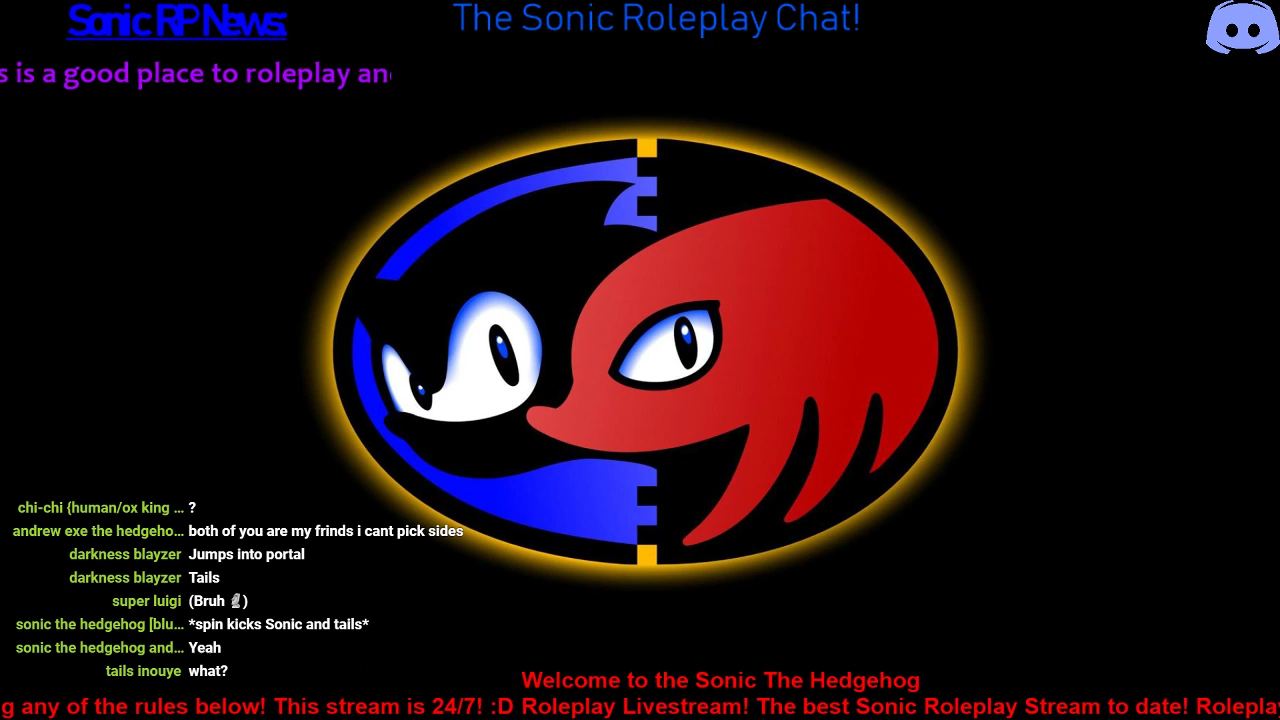 Sonic RP News:
The Sonic Roleplay Chat!
s is a good place to roleplay an
chi-chi {human/ox king ... ?
andrew exe the hedgeho... both of you are my frinds i cant pick sides
darkness blayzer Jumps into portal
darkness blayzer Tails
super luigi (Bruh 🗿)
sonic the hedgehog [blu... *spin kicks Sonic and tails*
sonic the hedgehog and... Yeah
tails inouye what?
Welcome to the Sonic The Hedgehog
g any of the rules below! This stream is 24/7! :D Roleplay Livestream! The best Sonic Roleplay Stream to date! Rolepla